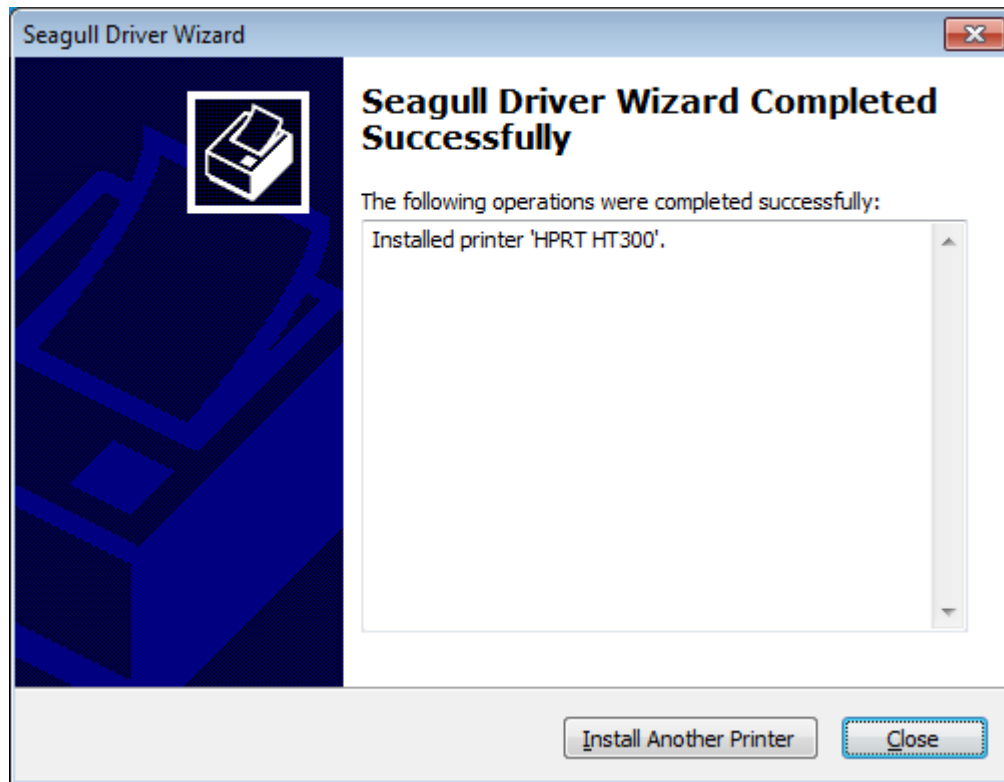 Seagull Driver Wizard
Seagull Driver Wizard Completed
Successfully
The following operations were completed successfully:
Installed printer 'HPRT HT300'.
Install Another Printer
Close